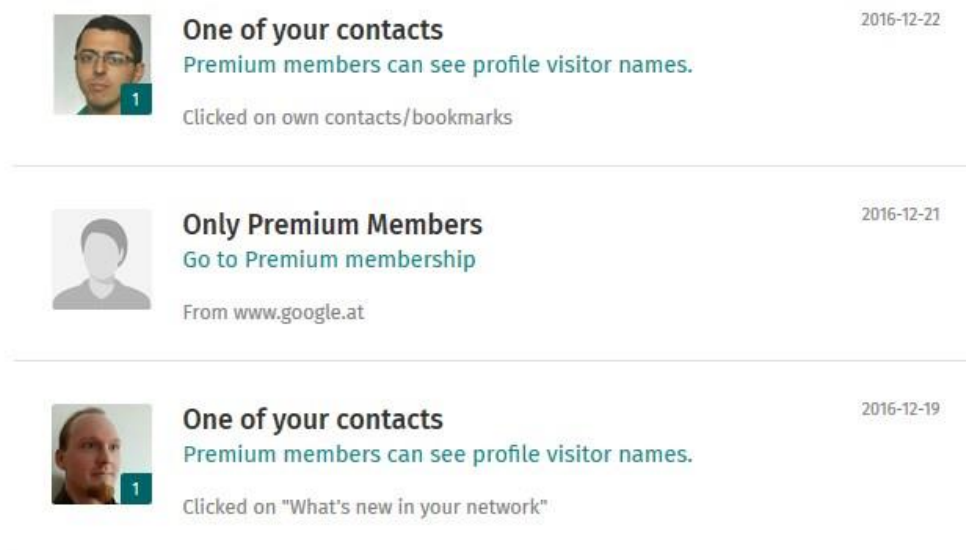 One of your contacts
2016-12-22
Premium members can see profile visitor names.
1
Clicked on own contacts/bookmarks
Only Premium Members
2016-12-21
Go to Premium membership
From www.google.at
One of your contacts
2016-12-19
Premium members can see profile visitor names.
1
Clicked on "What's new in your network"